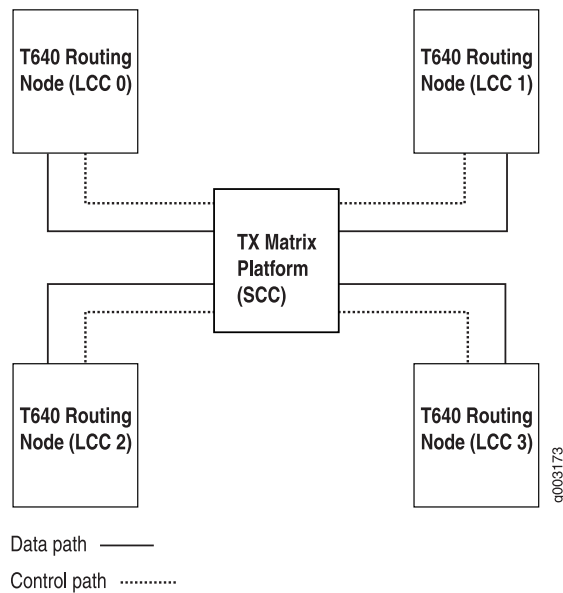 T640 Routing
Node (LCC 0)
T640 Routing
Node (LCC 1)
TX Matrix
Platform
(SCC)
T640 Routing
Node (LCC 2)
T640 Routing
Node (LCC 3)
g003173
Data path
Control path